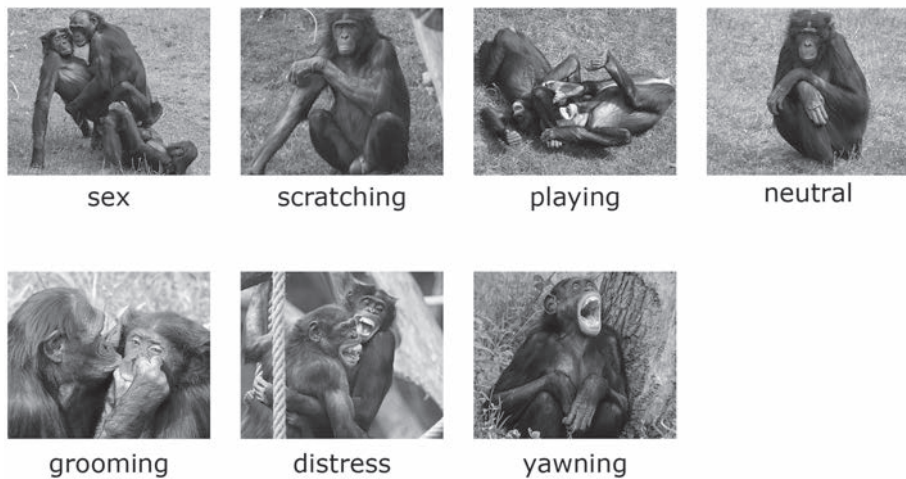 sex
scratching
playing
neutral
grooming
distress
yawning